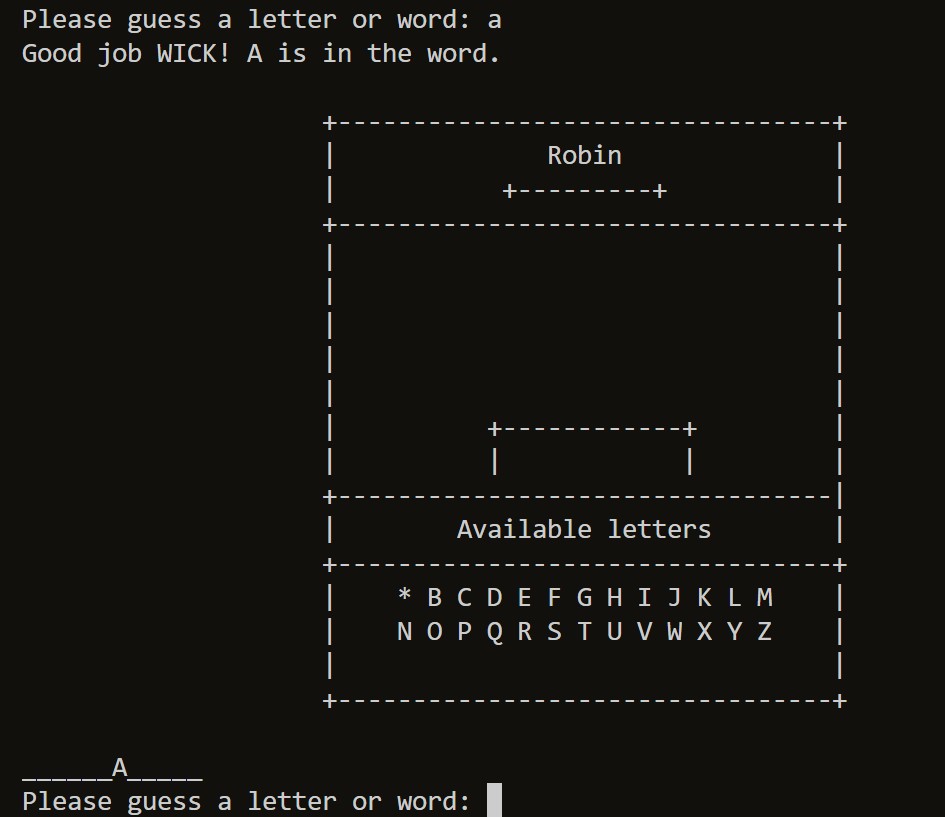 Please guess a letter or word: a
Good job WICK! A is in the word.
+---------------------------------+
| Robin |
| +---------+ |
+---------------------------------+
| |
| |
| |
| |
| |
| +------------+ |
| | | |
+---------------------------------|
| Available letters |
+---------------------------------+
| * B C D E F G H I J K L M |
| N O P Q R S T U V W X Y Z |
| |
+---------------------------------+
______A_____
Please guess a letter or word: